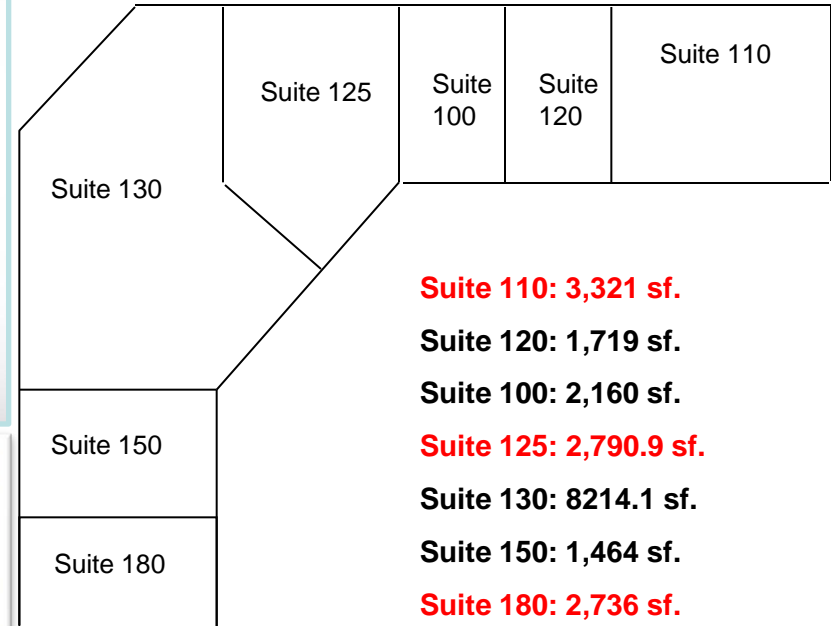 Suite 110
Suite 125
Suite
100
Suite
120
Suite 130
Suite 110: 3,321 sf.
Suite 120: 1,719 sf.
Suite 100: 2,160 sf.
Suite 125: 2,790.9 sf.
Suite 130: 8214.1 sf.
Suite 150: 1,464 sf.
Suite 180: 2,736 sf.
Suite 150
Suite 180